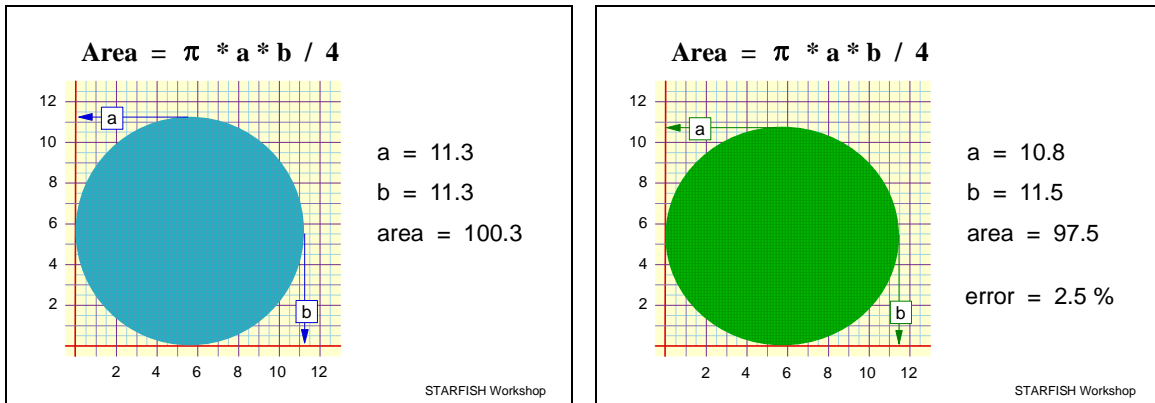 Area = π * a * b / 4
12
10
8
6
4
2
a
b
2 4 6 8 10 12
a = 11.3
b = 11.3
area = 100.3
STARFISH Workshop
Area = π * a * b / 4
12
10
8
6
4
2
a
b
2 4 6 8 10 12
a = 10.8
b = 11.5
area = 97.5
error = 2.5 %
STARFISH Workshop